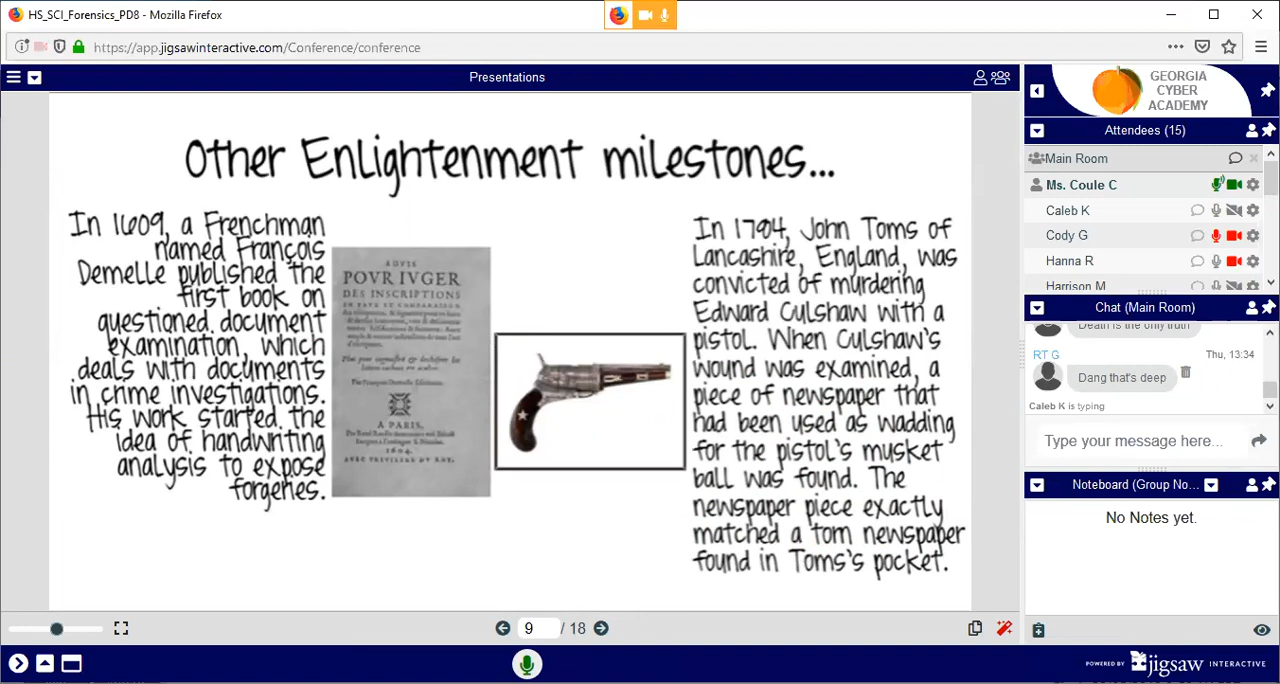 HS_SCI_Forensics_PD8 - Mozilla Firefox
https://app.jigsawinteractive.com/Conference/conference
Presentations
Other Enlightenment milestones...
In 1609, a Frenchman
named François
Demelle published the
first book on
questioned document
examination, which
deals with documents
in crime investigations.
His work started the
idea of handwriting
analysis to expose
forgeries.
ADVIS
POVR IVGER
DES INSCRIPTIONS
A PARIS,
In 1784, John Toms of
Lancashire, England, was
convicted of murdering
Edward Culshaw with a
pistol. When Culshaw's
wound was examined, a
piece of newspaper that
had been used as wadding
for the pistol's musket
ball was found. The
newspaper piece exactly
matched a torn newspaper
found in Toms's pocket.
9 / 18
GEORGIA
CYBER
ACADEMY
Attendees (15)
Main Room
Ms. Coule C
Caleb K
Cody G
Hanna R
Harrison M
Chat (Main Room)
Death is the only truth
RT G
Thu, 13:34
Dang that's deep
Caleb K is typing
Type your message here...
Noteboard (Group No...
No Notes yet.
POWERED BY jigsaw INTERACTIVE